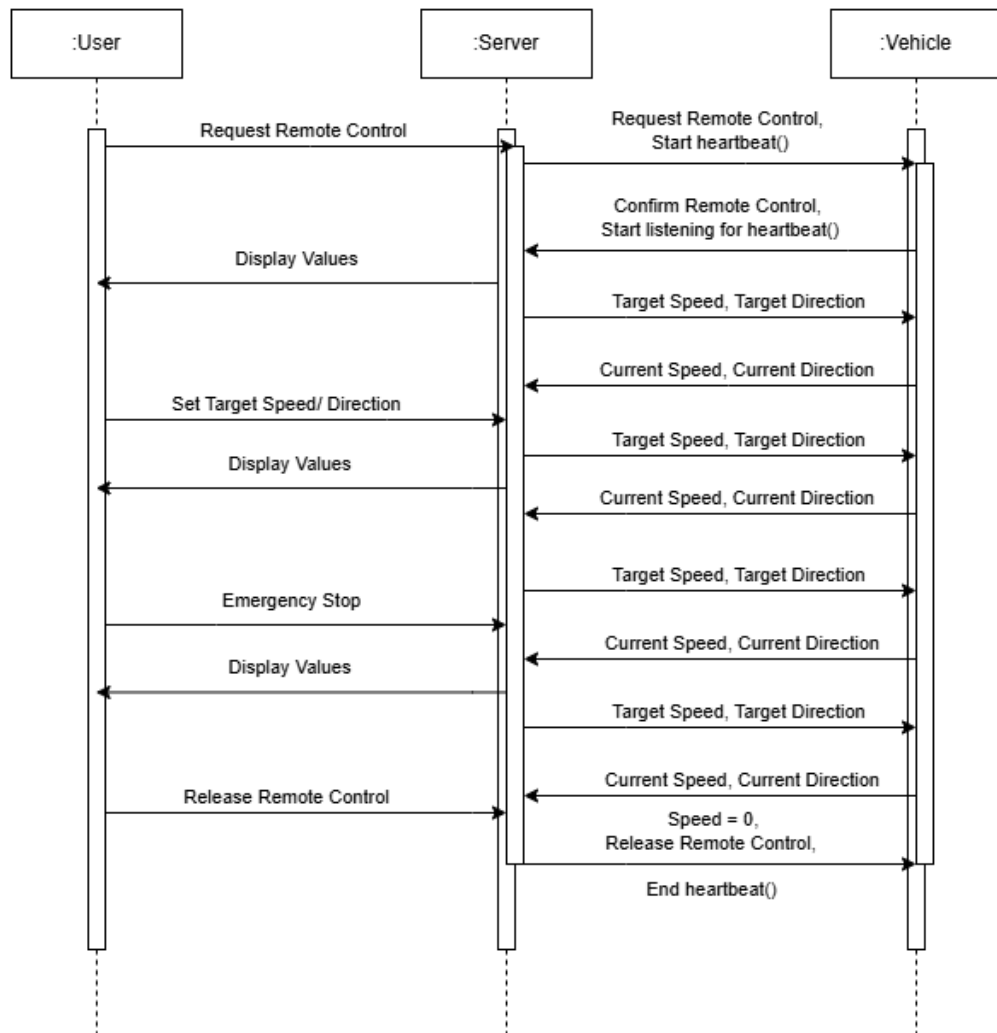 :User
:Server
:Vehicle
Request Remote Control
Request Remote Control,
Start heartbeat()
Confirm Remote Control,
Start listening for heartbeat()
Display Values
Target Speed, Target Direction
Current Speed, Current Direction
Set Target Speed/ Direction
Target Speed, Target Direction
Display Values
Current Speed, Current Direction
Target Speed, Target Direction
Emergency Stop
Current Speed, Current Direction
Display Values
Target Speed, Target Direction
Current Speed, Current Direction
Release Remote Control
Speed = 0,
Release Remote Control,
End heartbeat()